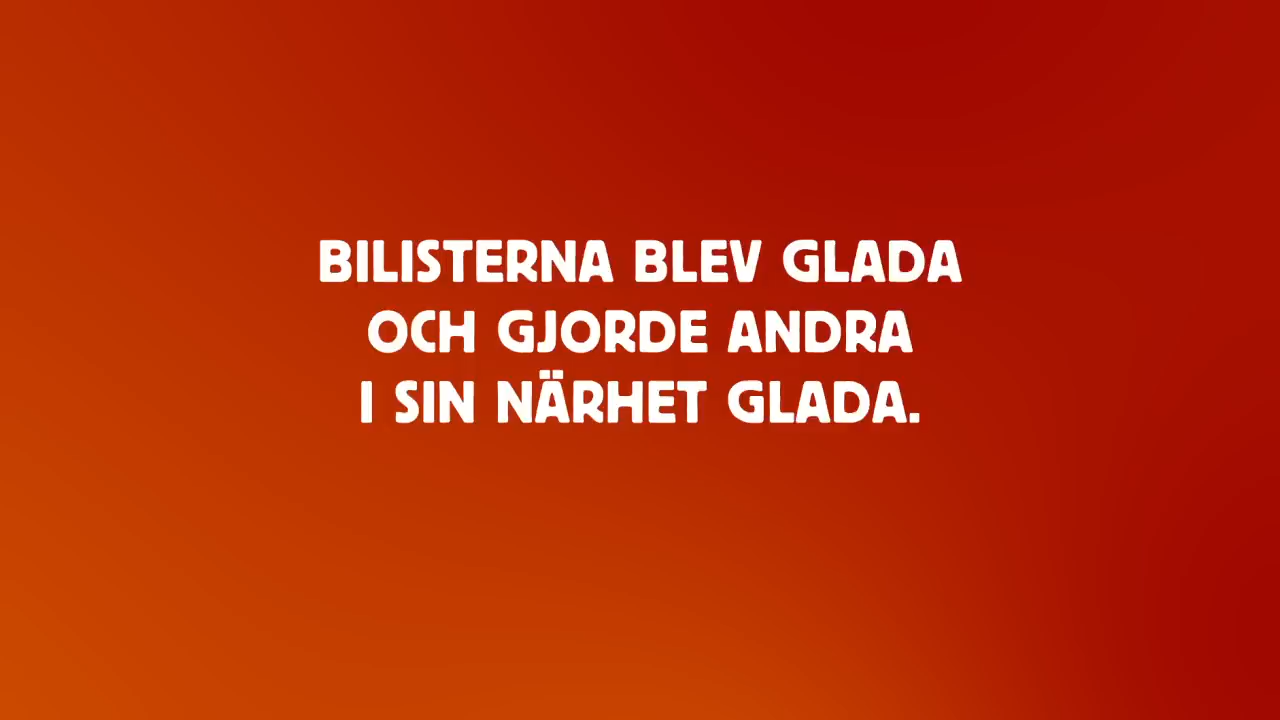 BILISTERNA BLEV GLADA
OCH GJORDE ANDRA
I SIN NÄRHET GLADA.